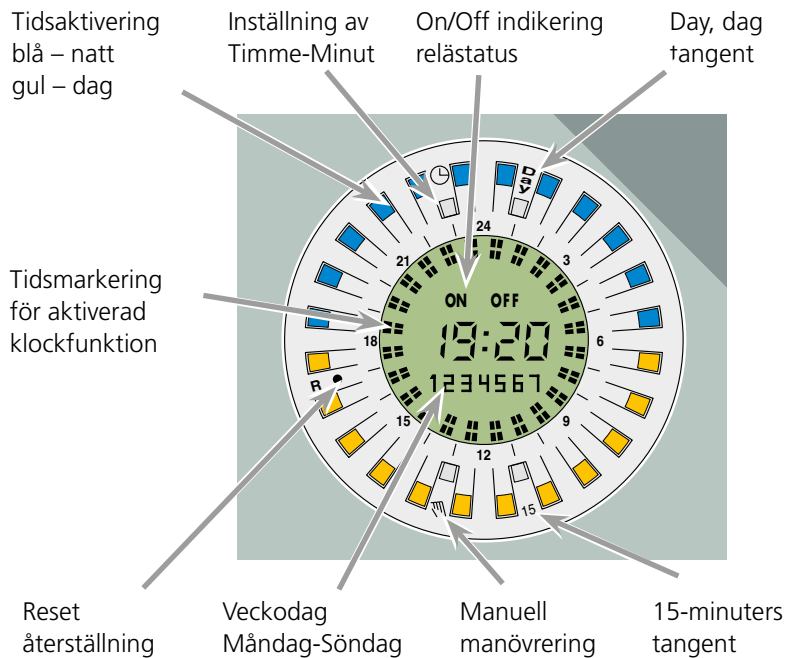 Tidsaktivering
blå – natt
gul – dag
Inställning av
Timme-Minut
On/Off indikering
relästatus
Day, dag
tangent
Day
24
21
3
Tidsmarkering
för aktiverad
klockfunktion
ON OFF
19:20
18
6
1234567
R
15
9
12
15
Reset
återställning
Veckodag
Måndag-Söndag
Manuell
manövrering
15-minuters
tangent